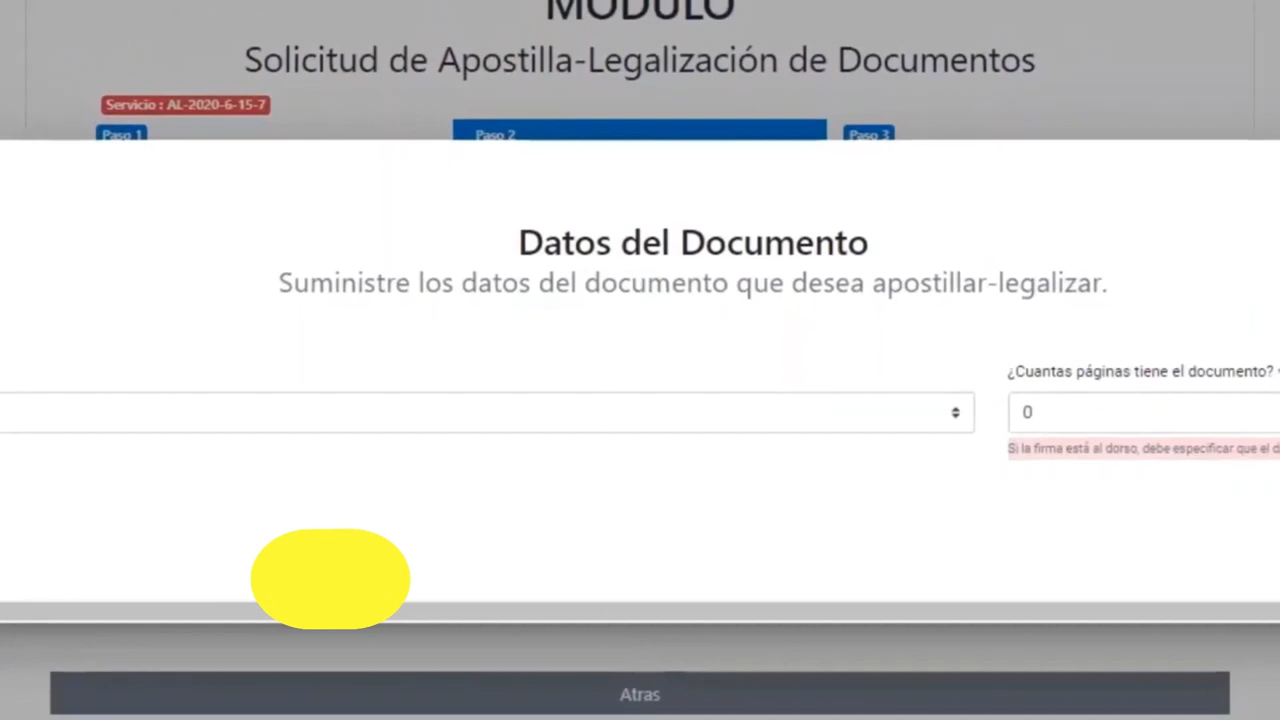 MÓDULO
Solicitud de Apostilla-Legalización de Documentos
Servicio : AL-2020-6-15-7
Paso 1
Paso 2
Paso 3
Datos del Documento
Suministre los datos del documento que desea apostillar-legalizar.
¿Cuantas páginas tiene el documento?
0
Si la firma está al dorso, debe especificar que el d
Atras